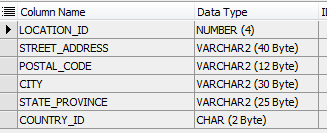 Column Name Data Type
LOCATION_ID NUMBER (4)
STREET_ADDRESS VARCHAR2 (40 Byte)
POSTAL_CODE VARCHAR2 (12 Byte)
CITY VARCHAR2 (30 Byte)
STATE_PROVINCE VARCHAR2 (25 Byte)
COUNTRY_ID CHAR (2 Byte)